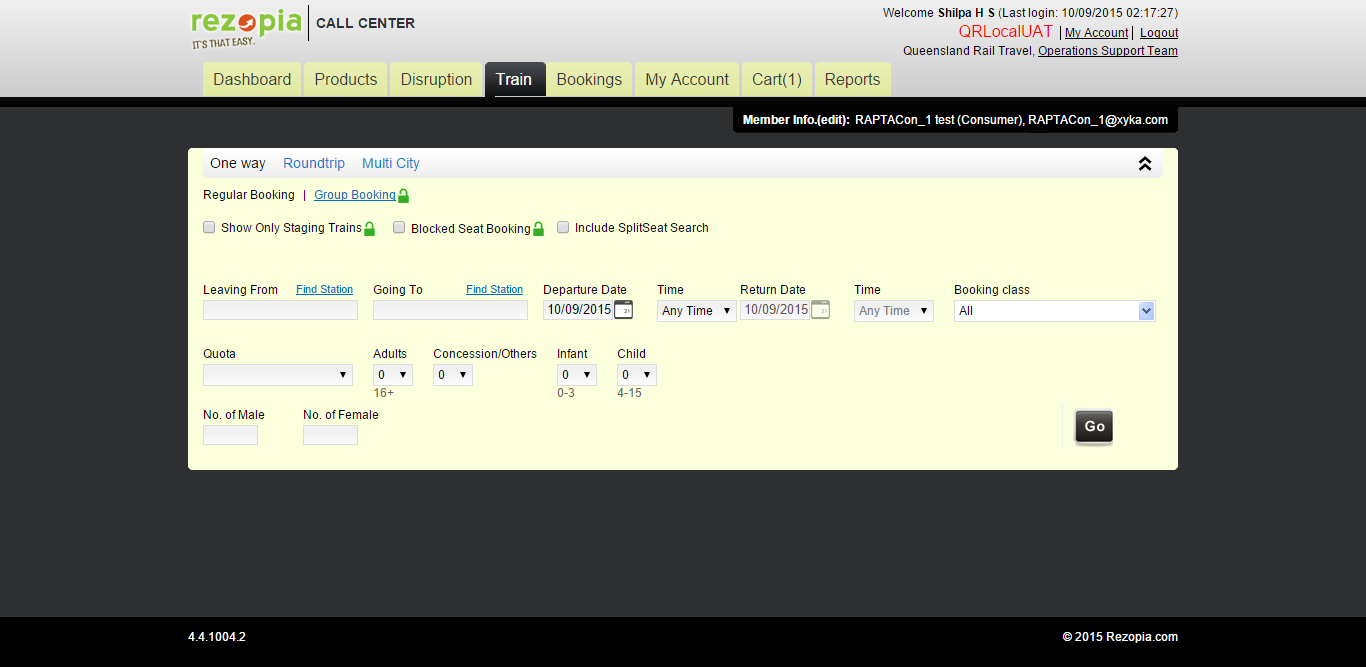 rezopia CALL CENTER
IT'S THAT EASY.
Welcome Shilpa H S (Last login: 10/09/2015 02:17:27)
QRLocalUAT | My Account | Logout
Queensland Rail Travel, Operations Support Team
Dashboard Products Disruption Train Bookings My Account Cart(1) Reports
Member Info.(edit): RAPTACon_1 test (Consumer), RAPTACon_1@xyka.com
One way Roundtrip Multi City
Regular Booking | Group Booking
Show Only Staging Trains Blocked Seat Booking Include SplitSeat Search
Leaving From Find Station Going To Find Station Departure Date Time Return Date Time Booking class
10/09/2015 21 Any Time 10/09/2015 21 Any Time All
Quota Adults Concession/Others Infant Child
0 0 0 0
16+ 0-3 4-15
No. of Male No. of Female
Go
4.4.1004.2 © 2015 Rezopia.com